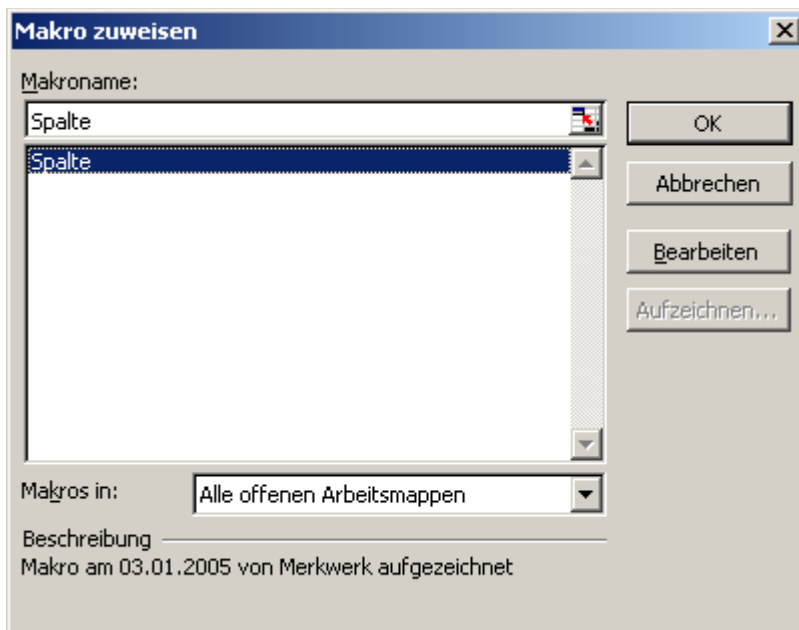 Makro zuweisen
Makroname:
Spalte
Spalte
OK
Abbrechen
Bearbeiten
Aufzeichnen...
Makros in:
Alle offenen Arbeitsmappen
Beschreibung
Makro am 03.01.2005 von Merkwerk aufgezeichnet